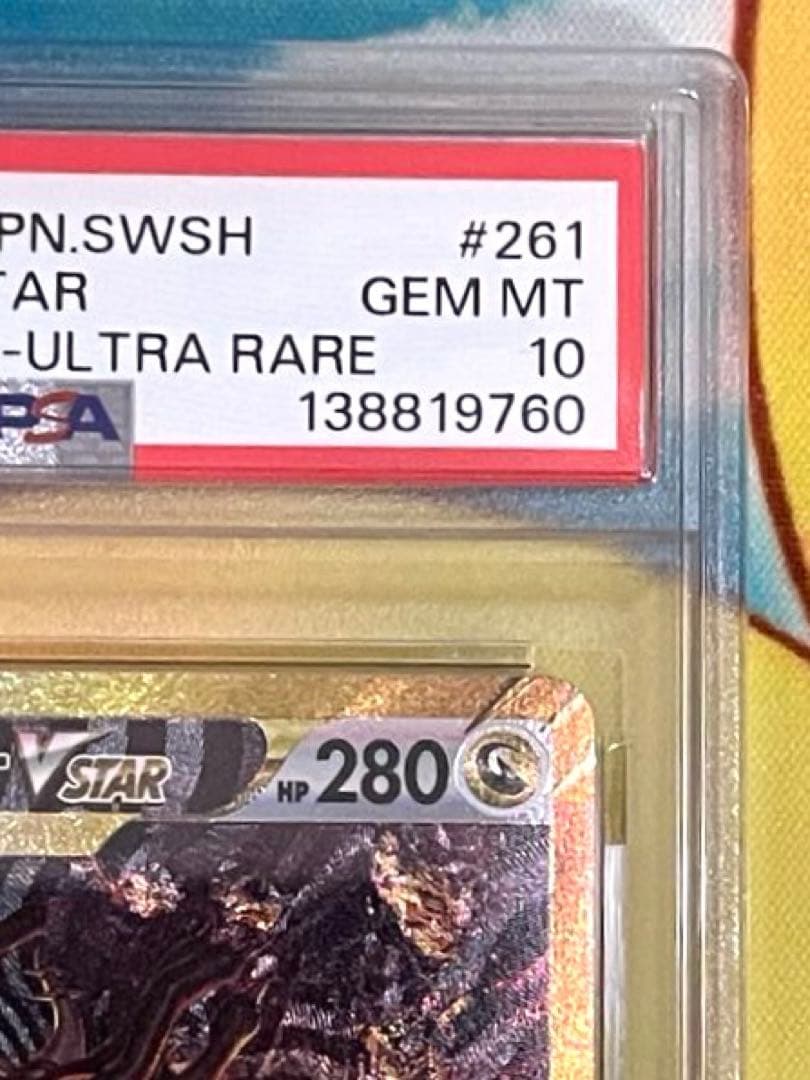 PN.SWSH #261
TAR GEM MT
-ULTRA RARE 10
PSA 138819760
VSTAR HP 280